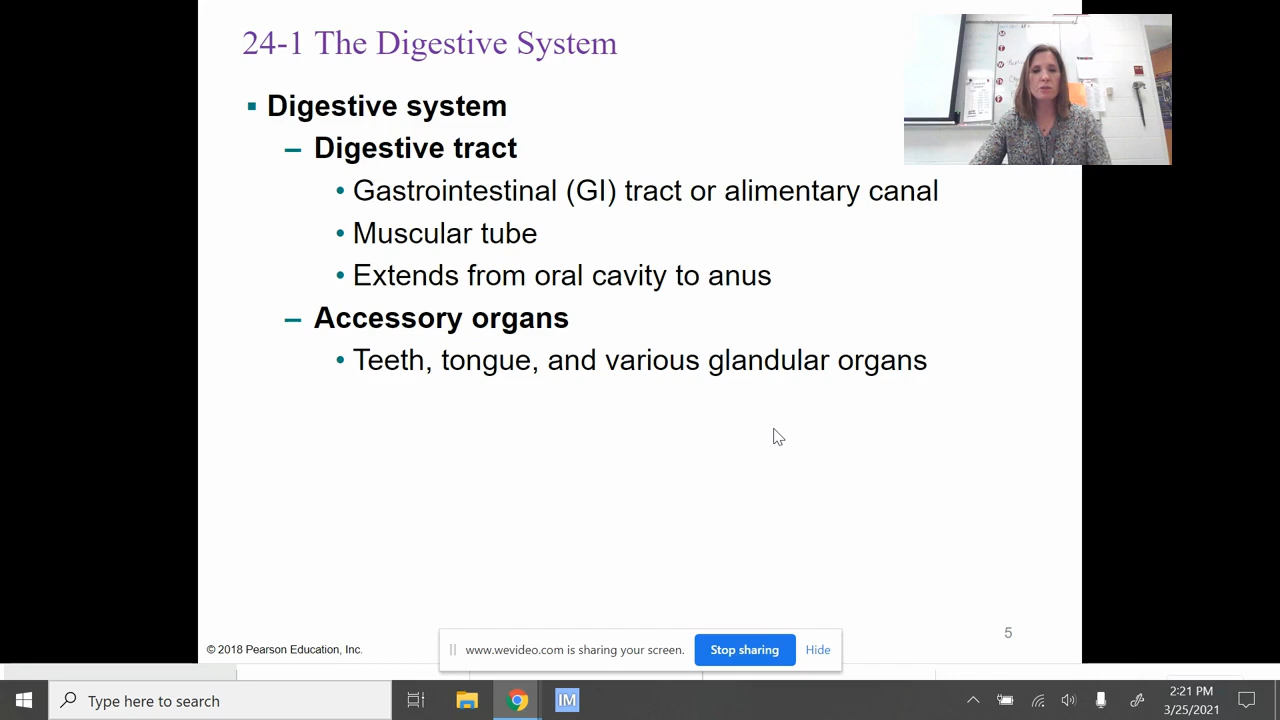 24-1 The Digestive System
▪ Digestive system
– Digestive tract
• Gastrointestinal (GI) tract or alimentary canal
• Muscular tube
• Extends from oral cavity to anus
– Accessory organs
• Teeth, tongue, and various glandular organs
5
© 2018 Pearson Education, Inc.
www.wevideo.com is sharing your screen.
Stop sharing
Hide
Type here to search
IM
2:21 PM
3/25/2021